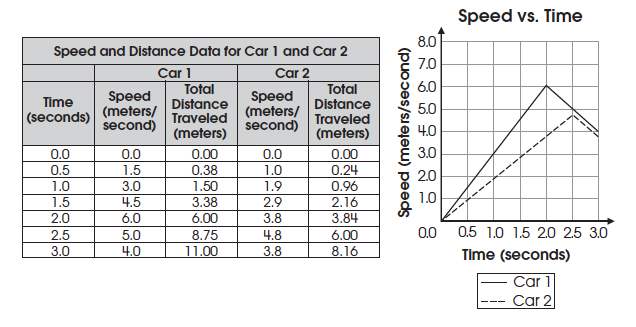 Speed and Distance Data for Car 1 and Car 2
Car 1 Car 2
Time (seconds) Speed (meters/ second) Total Distance Traveled (meters) Speed (meters/ second) Total Distance Traveled (meters)
0.0 0.0 0.00 0.0 0.00
0.5 1.5 0.38 1.0 0.24
1.0 3.0 1.50 1.9 0.96
1.5 4.5 3.38 2.9 2.16
2.0 6.0 6.00 3.8 3.84
2.5 5.0 8.75 4.8 6.00
3.0 4.0 11.00 3.8 8.16
Speed vs. Time
Speed (meters/second)
8.0
7.0
6.0
5.0
4.0
3.0
2.0
1.0
0.0 0.5 1.0 1.5 2.0 2.5 3.0
Time (seconds)
Car 1
Car 2